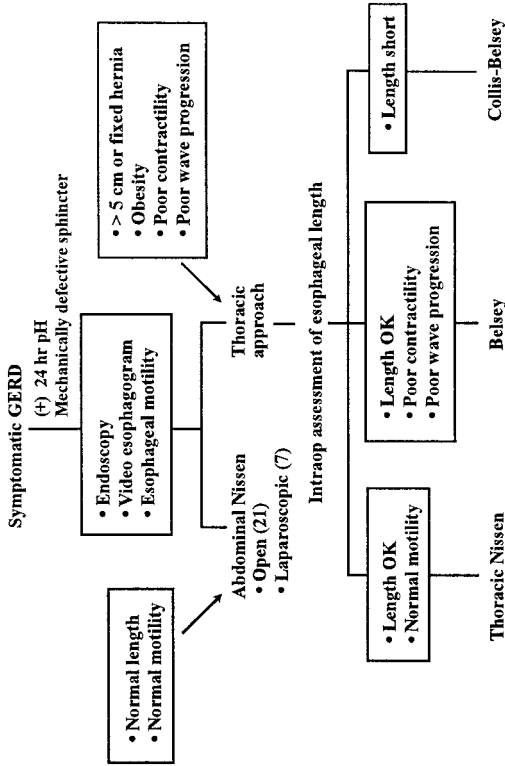 Symptomatic GERD
(+) 24 hr pH
Mechanically defective sphincter
• Endoscopy
• Video esophagogram
• Esophageal motility
• Normal length
• Normal motility
• > 5 cm or fixed hernia
• Obesity
• Poor contractility
• Poor wave progression
Abdominal Nissen
• Open (21)
• Laparoscopic (7)
Thoracic
approach
Intraop assessment of esophageal length
• Length OK
• Normal motility
• Length OK
• Poor contractility
• Poor wave progression
• Length short
Thoracic Nissen
Belsey
Collis-Belsey